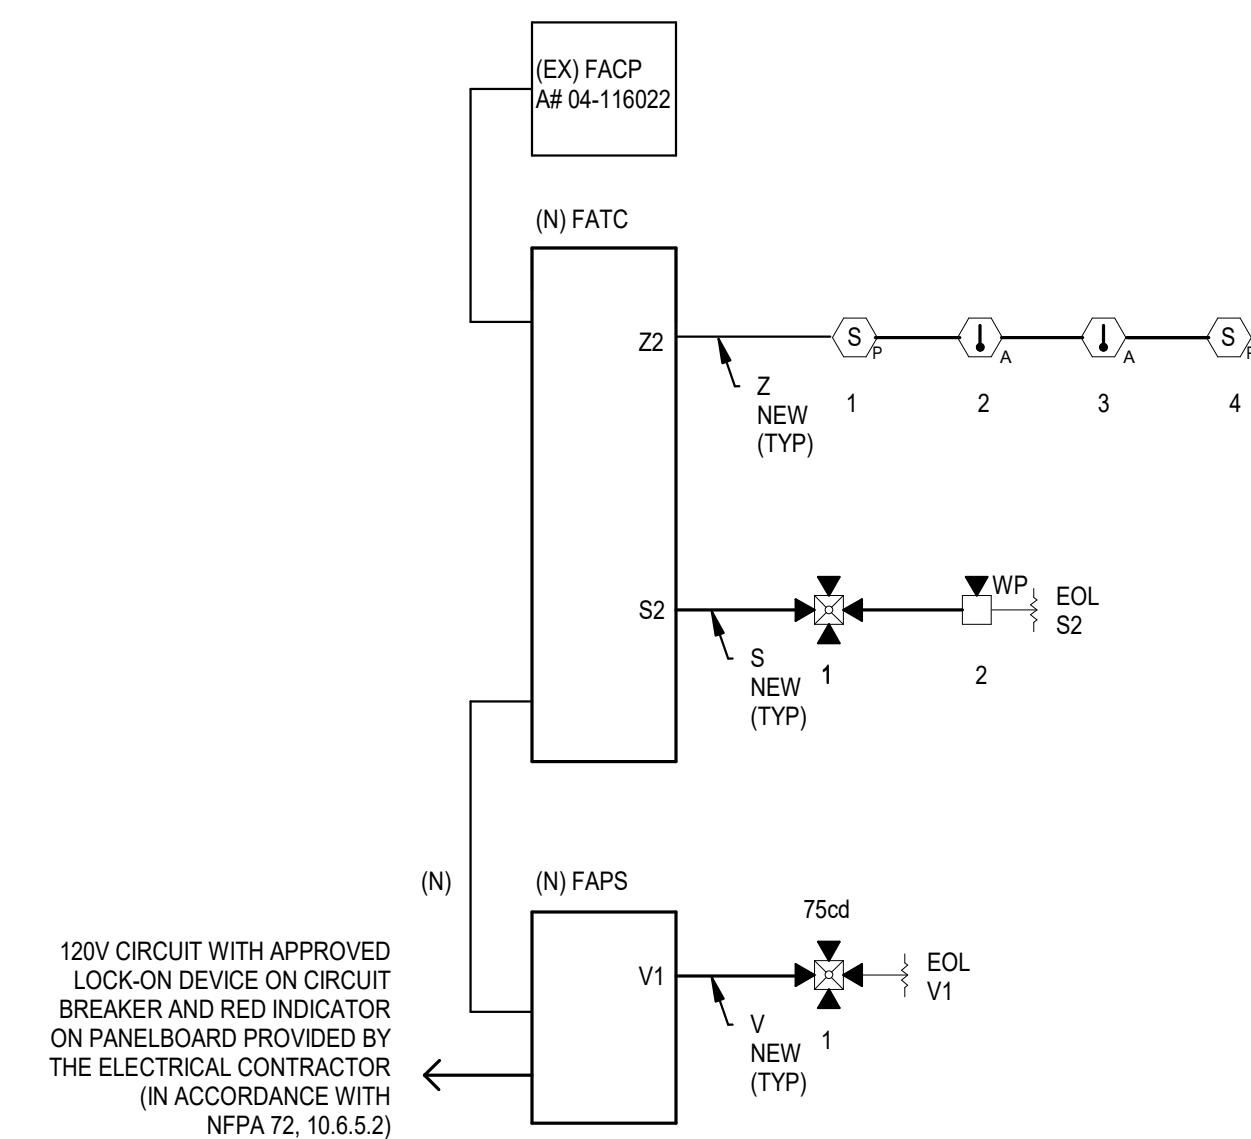 (EX) FACP
A# 04-116022
(N) FATC
Z2
S
P
A
A
S
Z
NEW
(TYP)
1
2
3
4
S2
WP
EOL
S2
S
NEW
(TYP)
1
2
(N)
(N) FAPS
75cd
V1
EOL
V1
V
NEW
(TYP)
1
120V CIRCUIT WITH APPROVED
LOCK-ON DEVICE ON CIRCUIT
BREAKER AND RED INDICATOR
ON PANELBOARD PROVIDED BY
THE ELECTRICAL CONTRACTOR
(IN ACCORDANCE WITH
NFPA 72, 10.6.5.2)